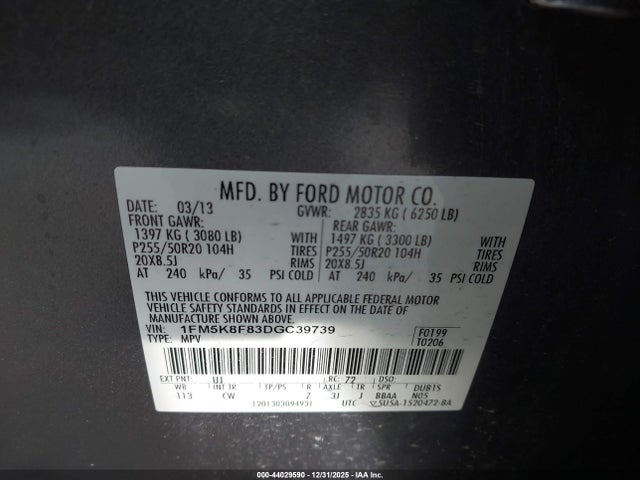 MFD. BY FORD MOTOR CO.
DATE: 03/13 GVWR: 2835 KG ( 6250 LB)
FRONT GAWR: REAR GAWR:
1397 KG ( 3080 LB) WITH 1497 KG ( 3300 LB) WITH
P255/50R20 104H TIRES P255/50R20 104H TIRES
20X8.5J RIMS 20X8.5J RIMS
AT 240 kPa/ 35 PSI COLD AT 240 kPa/ 35 PSI COLD
THIS VEHICLE CONFORMS TO ALL APPLICABLE FEDERAL MOTOR
VEHICLE SAFETY STANDARDS IN EFFECT ON THE DATE OF
MANUFACTURE SHOWN ABOVE.
VIN: 1FM5K8F83DGC39739 F0199
TYPE: MPV T0206
EXT PNT: UJ RC: 72 DSO:
WB INT TR TP/PS R AXLE TR SPR DUB1S
113 CW Z 3J J BBAA N05
1201303094931 UTC 5USA-1520472-BA
000-44029590 - 12/31/2025 - IAA Inc.